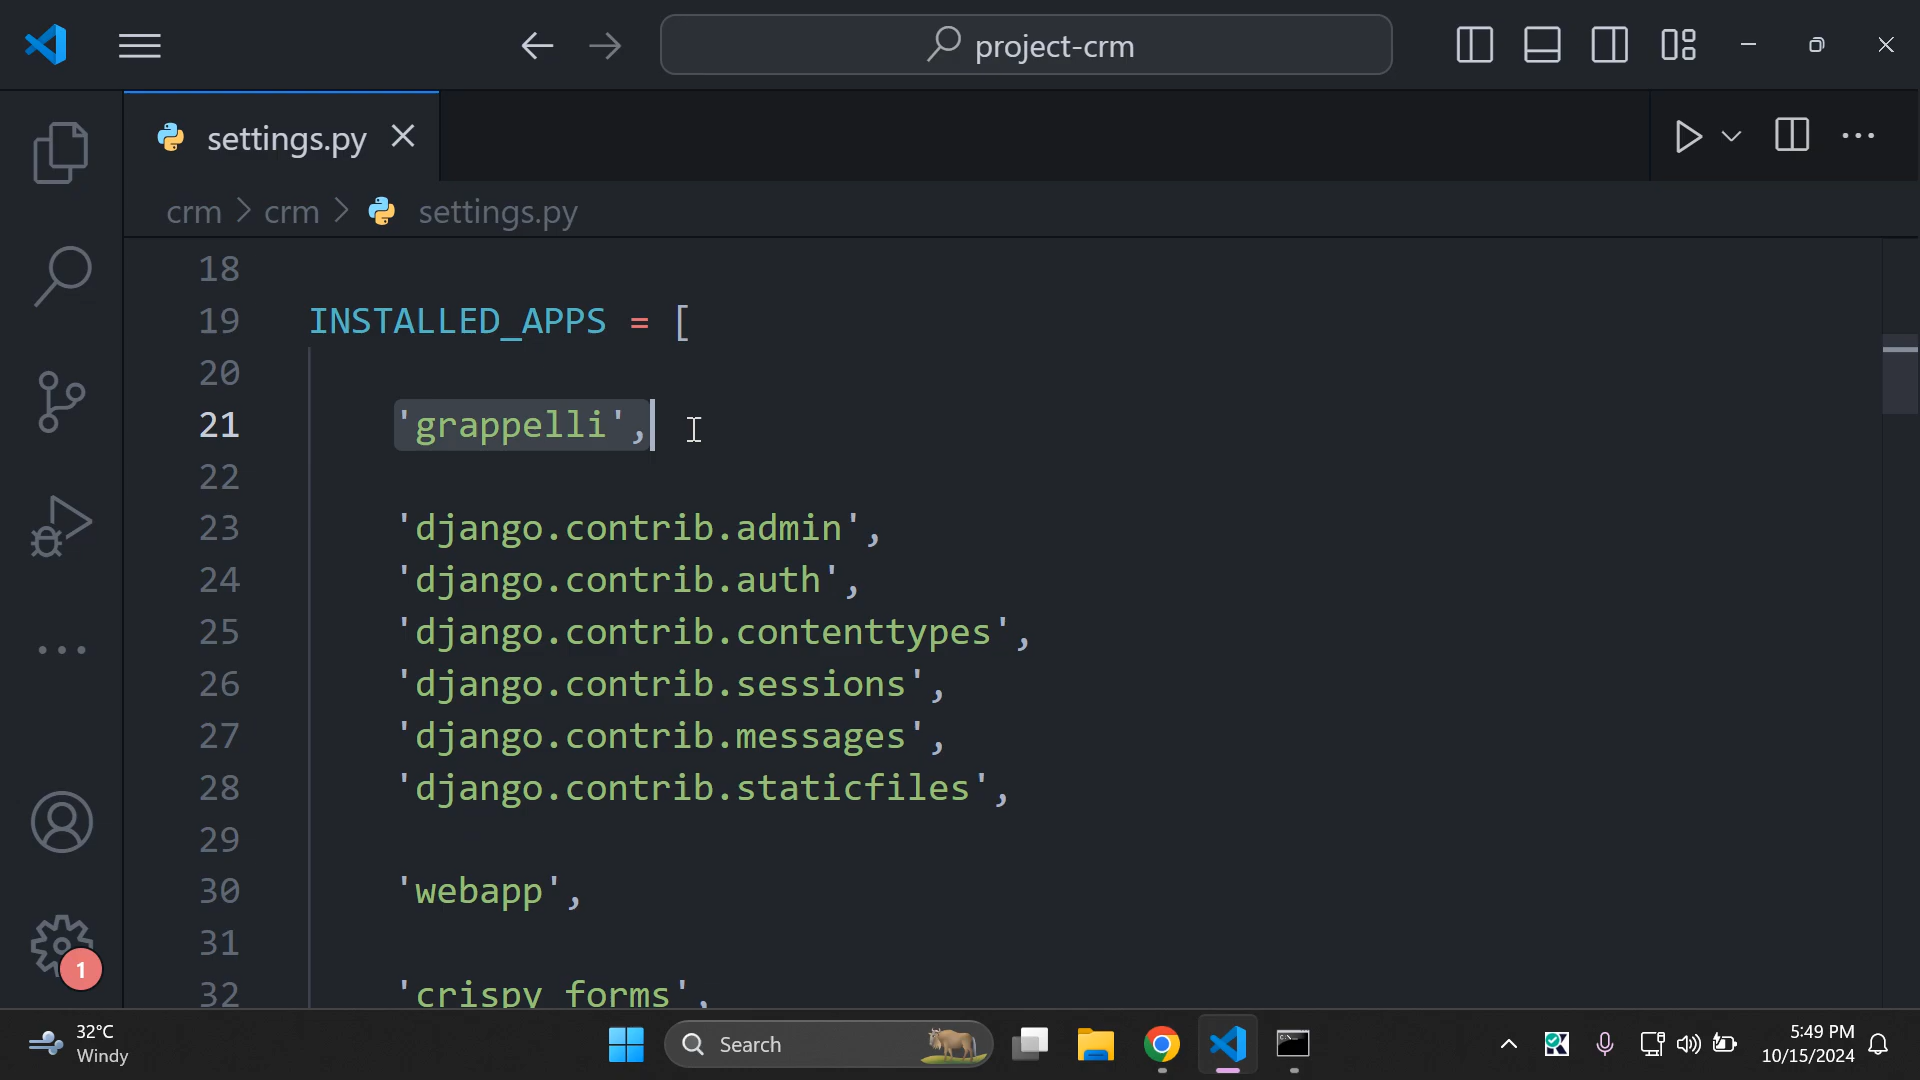 project-crm
settings.py
crm > crm > settings.py
18
19 INSTALLED_APPS = [
20
21 'grappelli',
22
23 'django.contrib.admin',
24 'django.contrib.auth',
25 'django.contrib.contenttypes',
26 'django.contrib.sessions',
27 'django.contrib.messages',
28 'django.contrib.staticfiles',
29
30 'webapp',
31
32 'crispy_forms',
1
32°C
Windy
Search
5:49 PM
10/15/2024